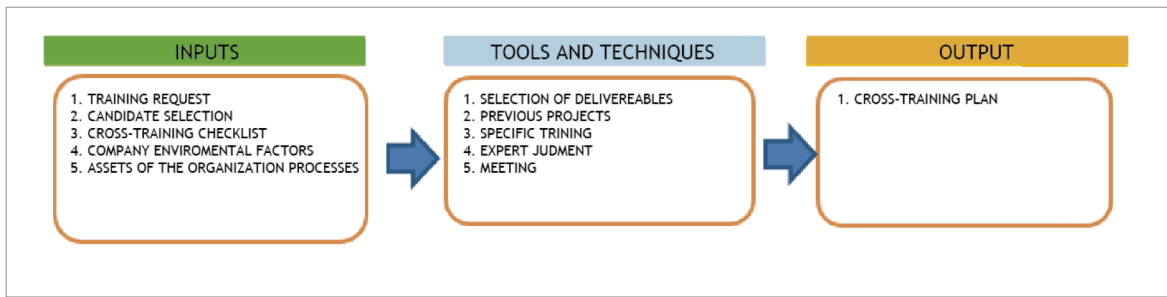 INPUTS
1. TRAINING REQUEST
2. CANDIDATE SELECTION
3. CROSS-TRAINING CHECKLIST
4. COMPANY ENVIROMENTAL FACTORS
5. ASSETS OF THE ORGANIZATION PROCESSES
TOOLS AND TECHNIQUES
1. SELECTION OF DELIVEREABLES
2. PREVIOUS PROJECTS
3. SPECIFIC TRINING
4. EXPERT JUDMENT
5. MEETING
OUTPUT
1. CROSS-TRAINING PLAN